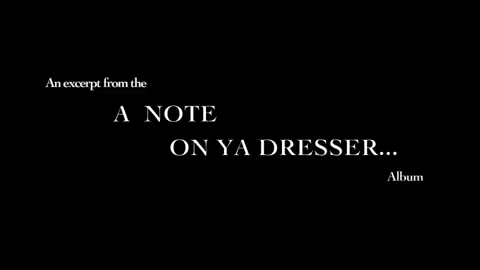 An excerpt from the
A NOTE
ON YA DRESSER...
Album